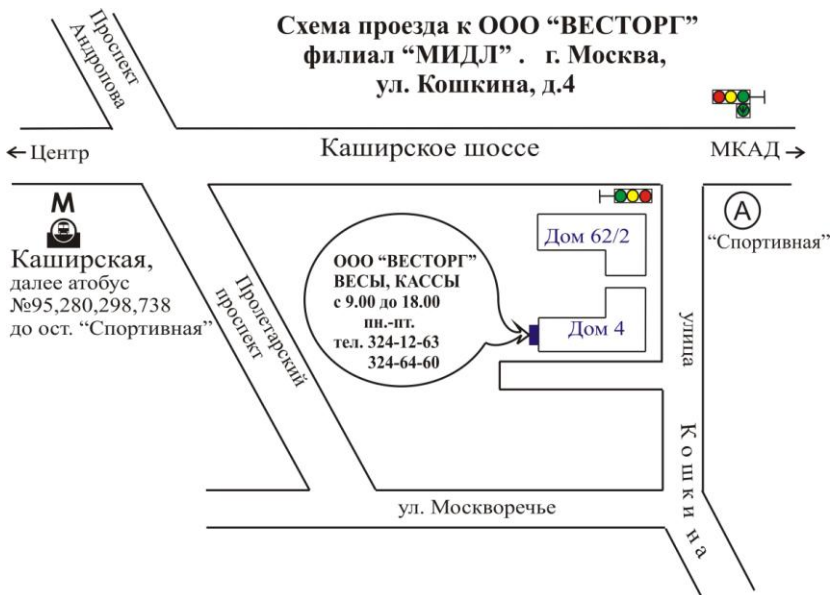 Схема проезда к ООО “ВЕСТОРГ”
филиал “МИДЛ” . г. Москва,
ул. Кошкина, д.4
Проспект
Андропова
←Центр
Каширское шоссе
МКАД→
М
Каширская,
далее атобус
№95,280,298,738
до ост. “Спортивная”
Пролетарский
проспект
ООО “ВЕСТОРГ”
ВЕСЫ, КАССЫ
с 9.00 до 18.00
пн.-пт.
тел. 324-12-63
324-64-60
Дом 62/2
Дом 4
А
“Спортивная”
улица
Кошкина
ул. Москворечье